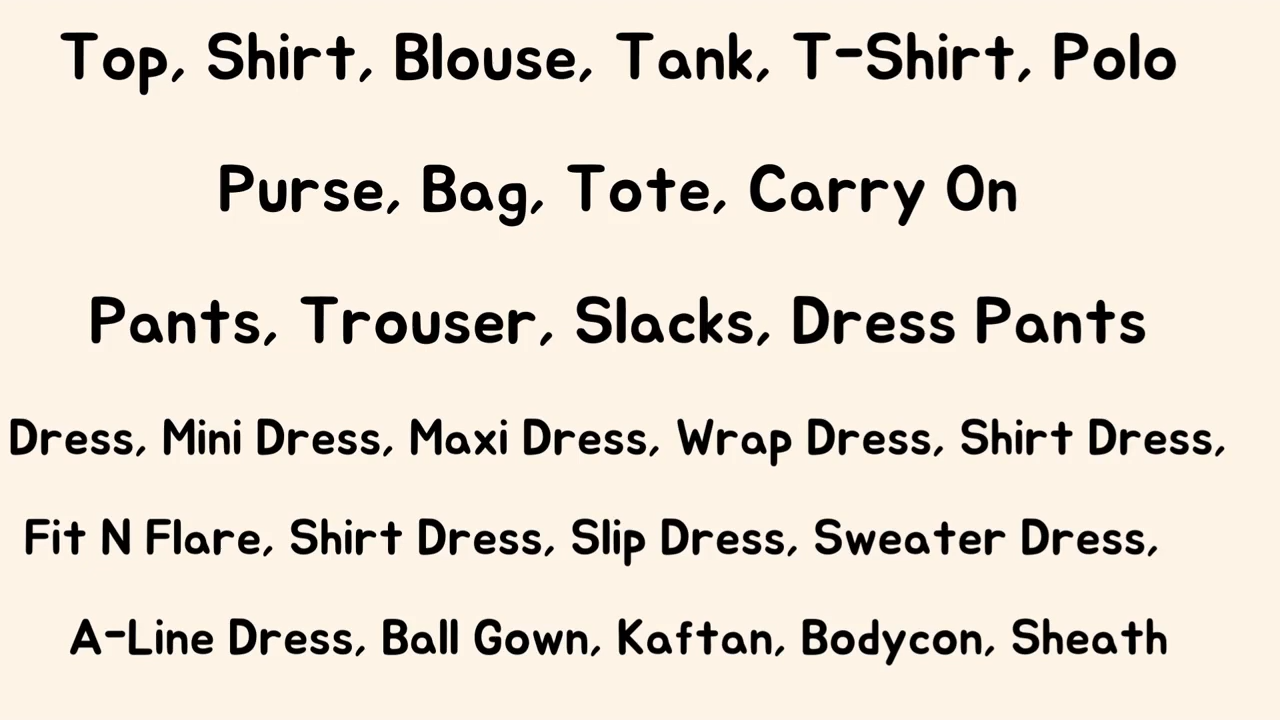 Top, Shirt, Blouse, Tank, T-Shirt, Polo
Purse, Bag, Tote, Carry On
Pants, Trouser, Slacks, Dress Pants
Dress, Mini Dress, Maxi Dress, Wrap Dress, Shirt Dress,
Fit N Flare, Shirt Dress, Slip Dress, Sweater Dress,
A-Line Dress, Ball Gown, Kaftan, Bodycon, Sheath